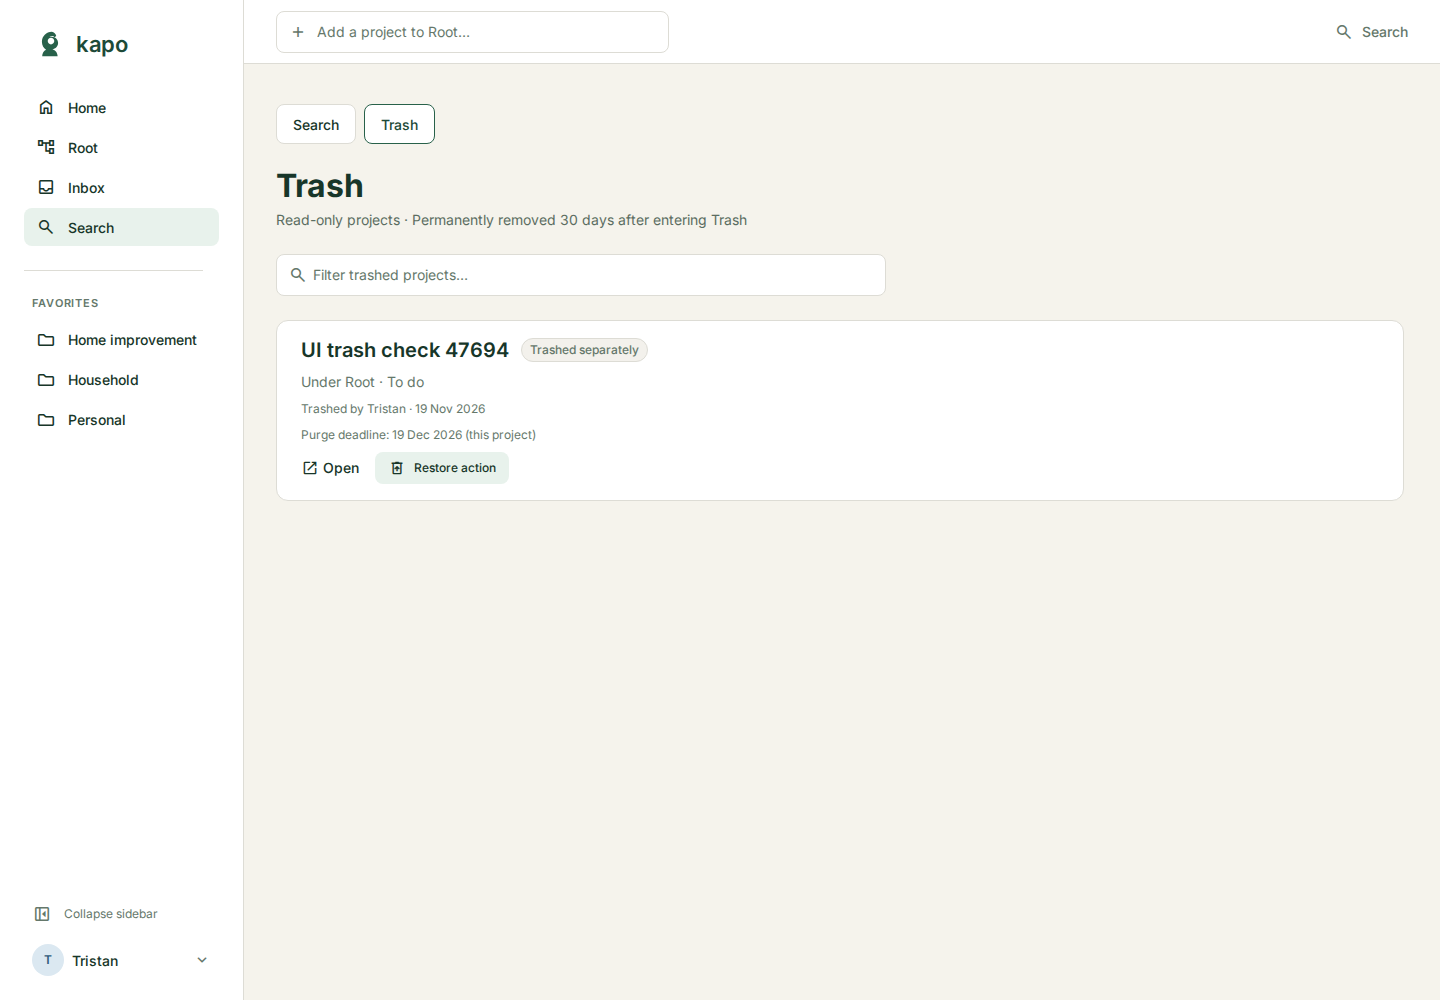 kapo
Home
Root
Inbox
Search
FAVORITES
Home improvement
Household
Personal
Collapse sidebar
T
Tristan
Add a project to Root...
Search
Search
Trash
Trash
Read-only projects · Permanently removed 30 days after entering Trash
Filter trashed projects...
UI trash check 47694
Trashed separately
Under Root · To do
Trashed by Tristan · 19 Nov 2026
Purge deadline: 19 Dec 2026 (this project)
Open
Restore action